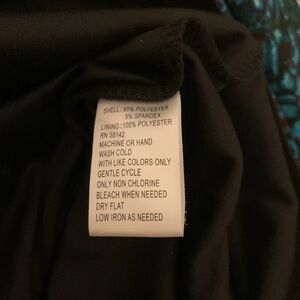 SHELL: 95% POLYESTER
5% SPANDEX
LINING: 100% POLYESTER
RN 58142
MACHINE OR HAND
WASH COLD
WITH LIKE COLORS ONLY
GENTLE CYCLE
ONLY NON CHLORINE
BLEACH WHEN NEEDED
DRY FLAT
LOW IRON AS NEEDED